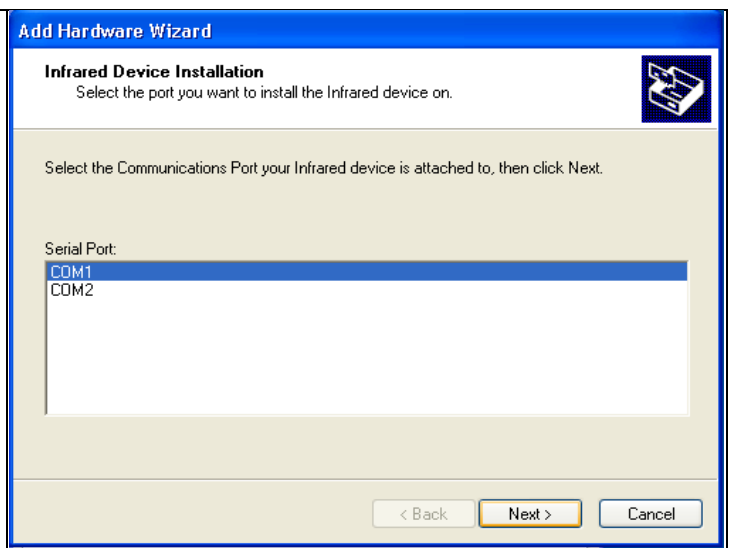 Add Hardware Wizard
Infrared Device Installation
Select the port you want to install the Infrared device on.
Select the Communications Port your Infrared device is attached to, then click Next.
Serial Port:
COM1
COM2
< Back Next > Cancel